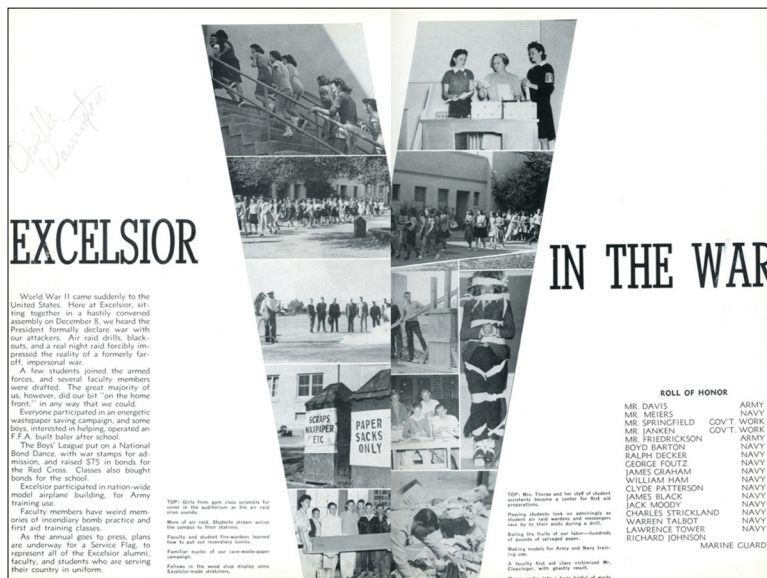 Orville
Warrington
EXCELSIOR
World War II came suddenly to the
United States. Here at Excelsior, sit-
ting together in a hastily convened
assembly on December 8, we heard the
President formally declare war with
our attackers. Air raid drills, black-
outs, and a real night raid forcibly im-
pressed the reality of a formerly far-
off, impersonal war.
A few students joined the armed
forces, and several faculty members
were drafted. The great majority of
us, however, did our bit "on the home
front," in any way that we could.
Everyone participated in an energetic
wastepaper saving campaign, and some
boys, interested in helping, operated an
F.F.A. built baler after school.
The Boys' League put on a National
Bond Dance, with war stamps for ad-
mission, and raised $75 in bonds for
the Red Cross. Classes also bought
bonds for the school.
Excelsior participated in nation-wide
model airplane building, for Army
training use.
Faculty members have weird mem-
ories of incendiary bomb practice and
first aid training classes.
As the annual goes to press, plans
are underway for a Service Flag, to
represent all of the Excelsior alumni,
faculty, and students who are serving
their country in uniform.
SCRAPS
WASTPAPER
ETC
PAPER
SACKS
ONLY
TOP: Girls from gym class scramble for
cover in the auditorium as the air raid
siren sounds.
More of air raid. Students stream across
the campus to their stations.
Faculty and student fire-wardens learned
how to put out incendiary bombs.
Familiar nuclei of our save-waste-paper
campaign.
Fellows in the wood shop display some
Excelsior-made stretchers.
IN THE WAR
TOP: Mrs. Thorpe and her staff of student
assistants became a center for first aid
preparations.
Passing students look on admiringly as
student air raid wardens and messengers
race by to their posts during a drill.
Baling the fruits of our labor—hundreds
of pounds of salvaged paper.
Making models for Army and Navy train-
ing use.
A faculty first aid class victimized Mr.
with ghastly result.
ROLL OF HONOR
MR. DAVIS ARMY
MR. MEIERS NAVY
MR. SPRINGFIELD GOV'T. WORK
MR. JANKEN GOV'T. WORK
MR. FRIEDRICKSON ARMY
BOYD BARTON NAVY
RALPH DECKER NAVY
GEORGE FOUTZ NAVY
JAMES GRAHAM NAVY
WILLIAM HAM NAVY
CLYDE PATTERSON NAVY
JAMES BLACK NAVY
JACK MOODY NAVY
CHARLES STRICKLAND NAVY
WARREN TALBOT NAVY
LAWRENCE TOWER NAVY
RICHARD JOHNSON
MARINE GUARD